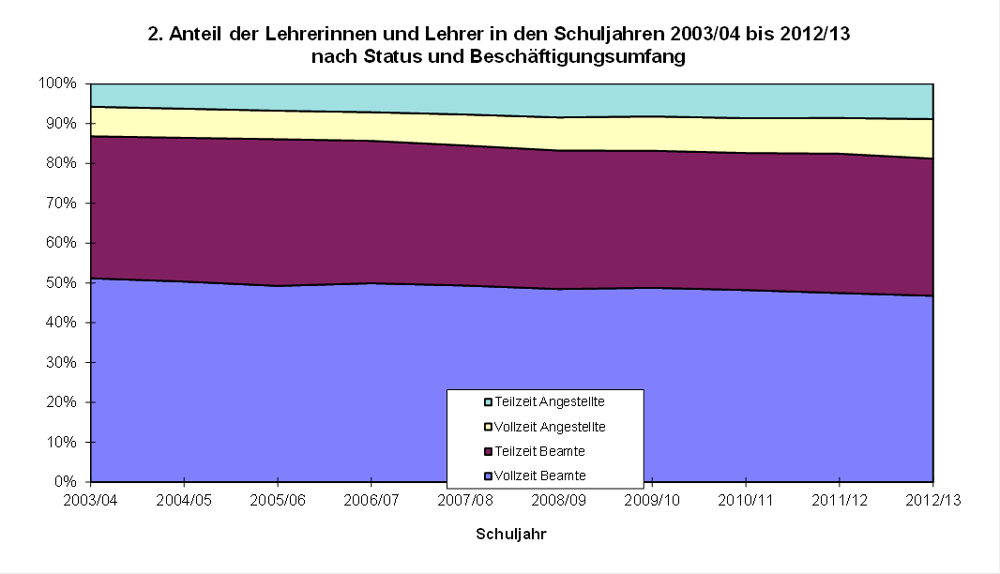 2. Anteil der Lehrerinnen und Lehrer in den Schuljahren 2003/04 bis 2012/13
nach Status und Beschäftigungsumfang
100%
90%
80%
70%
60%
50%
40%
30%
20%
10%
0%
Teilzeit Angestellte
Vollzeit Angestellte
Teilzeit Beamte
Vollzeit Beamte
2003/04 2004/05 2005/06 2006/07 2007/08 2008/09 2009/10 2010/11 2011/12 2012/13
Schuljahr